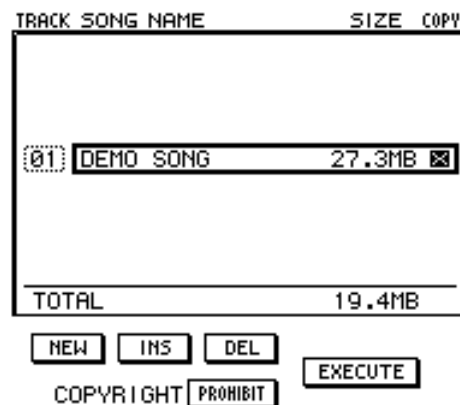 TRACK SONG NAME SIZE COPY
01 DEMO SONG 27.3MB
TOTAL 19.4MB
NEW INS DEL
EXECUTE
COPYRIGHT PROHIBIT